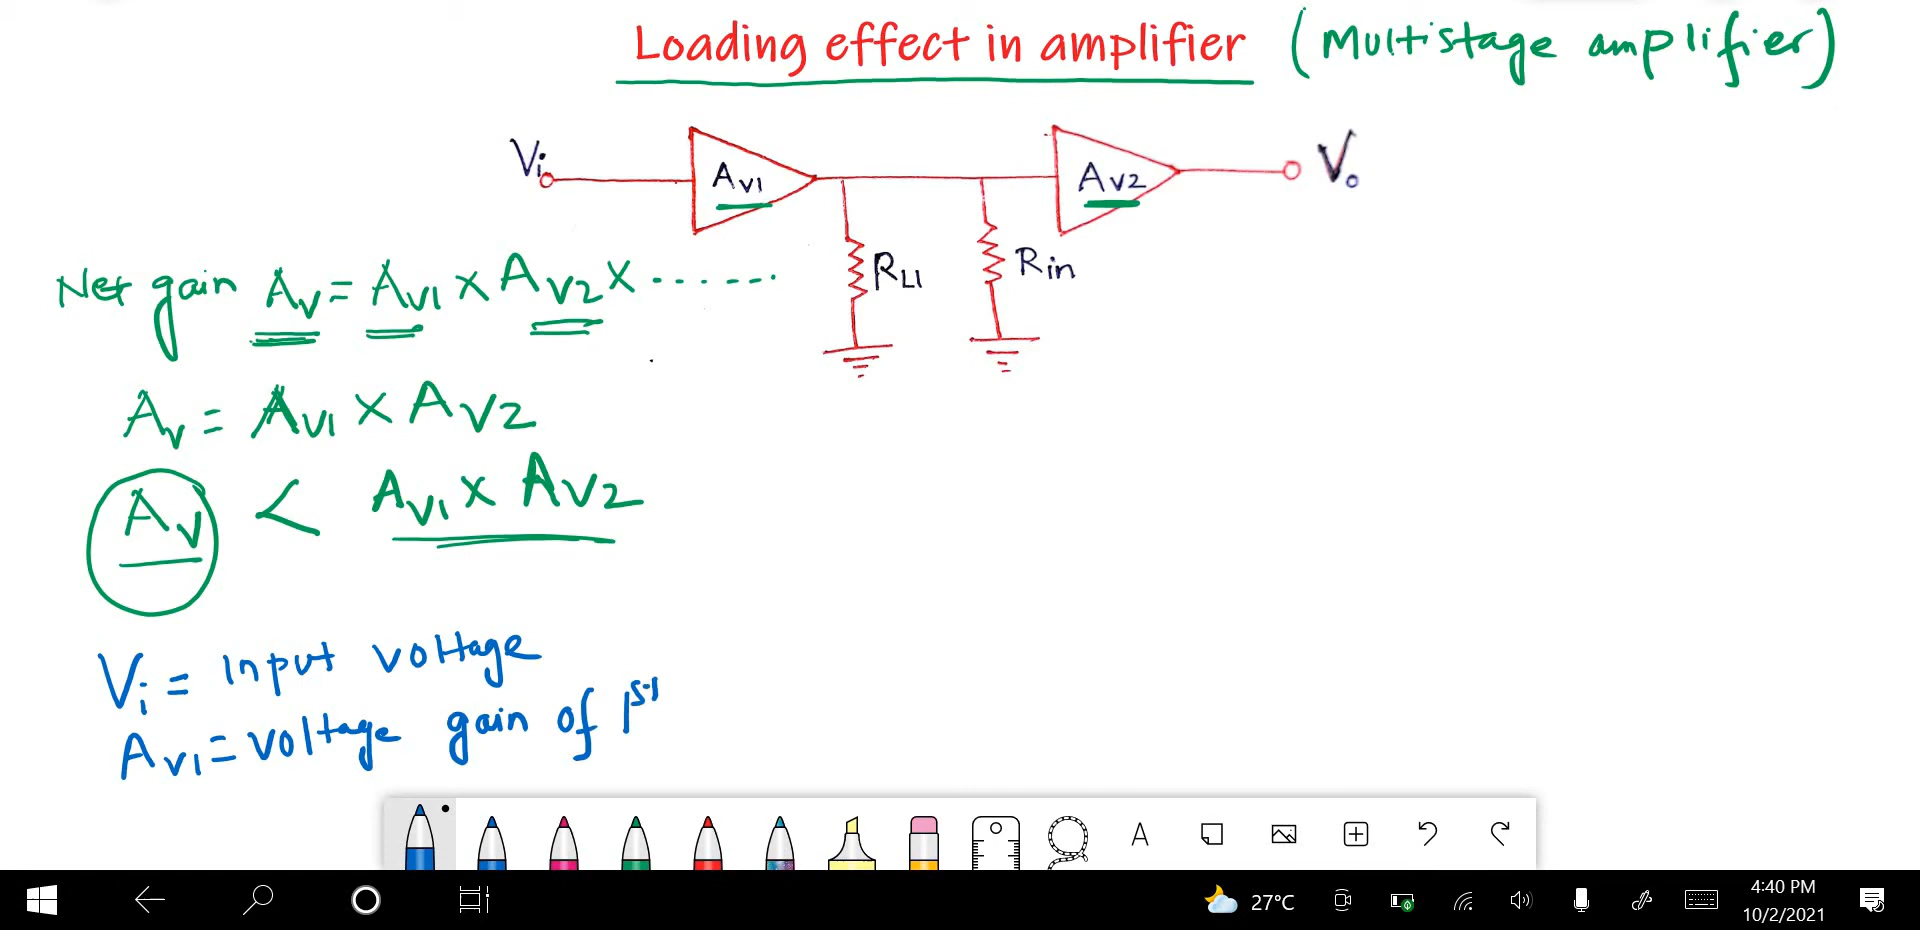 Loading effect in amplifier (Multistage amplifier)
Vi
Av1
Av2
Vo
RL1
Rin
Net gain Av = Av1 x Av2 x .......
Av = Av1 x Av2
Av < Av1 x Av2
Vi = input voltage
Av1 = voltage gain of 1st
A
27°C
4:40 PM
10/2/2021